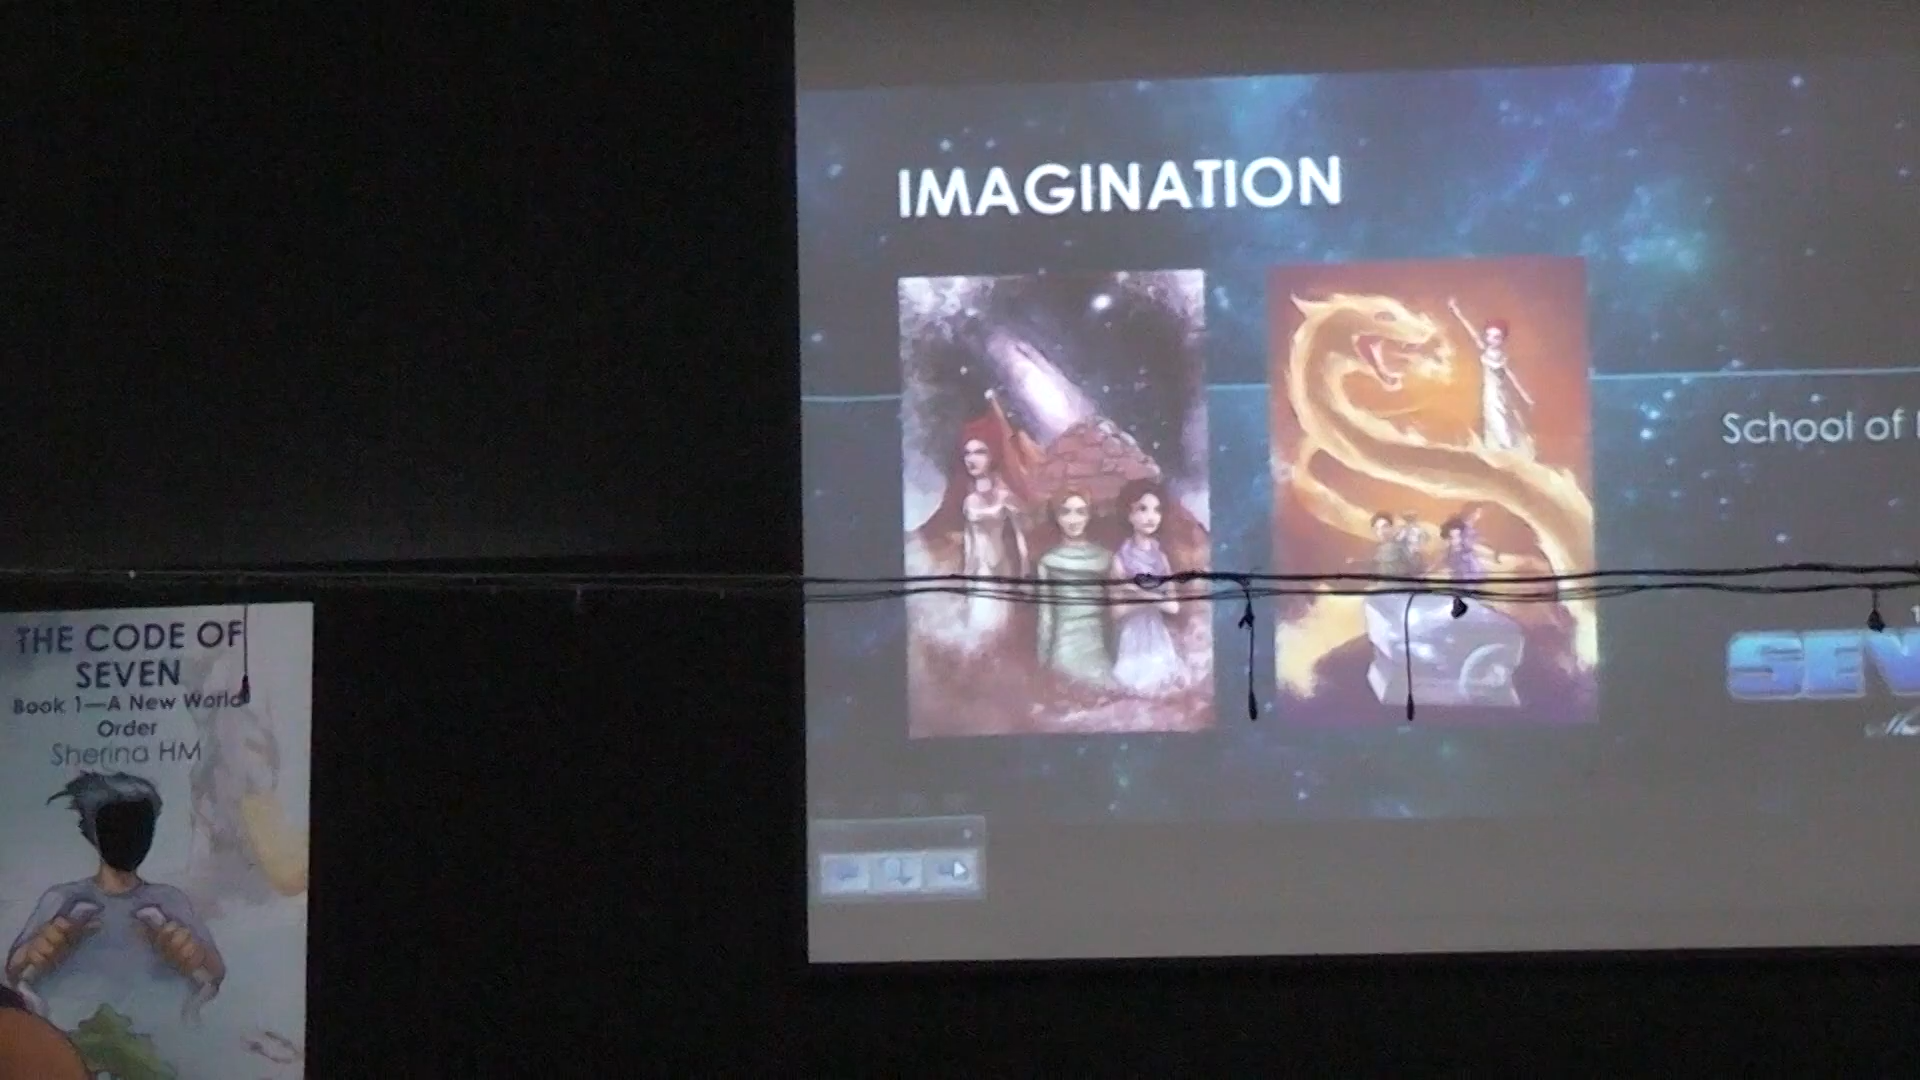 IMAGINATION
School of
THE CODE OF
SEVEN
Book 1—A New World
Order
Sherina HM